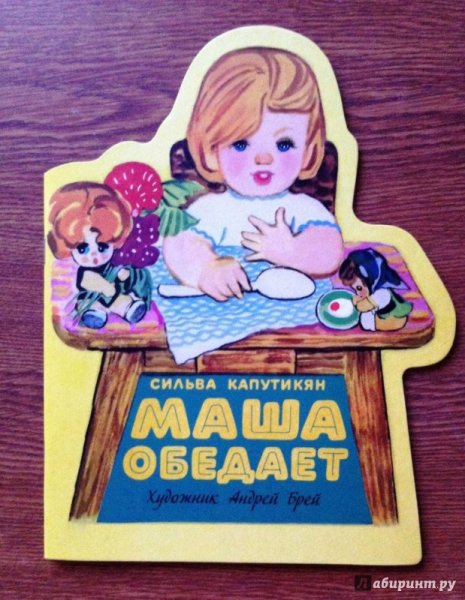 СИЛЬВА КАПУТИКЯН
МАША
ОБЕДАЕТ
Художник Андрей Брей
Лабиринт.ру